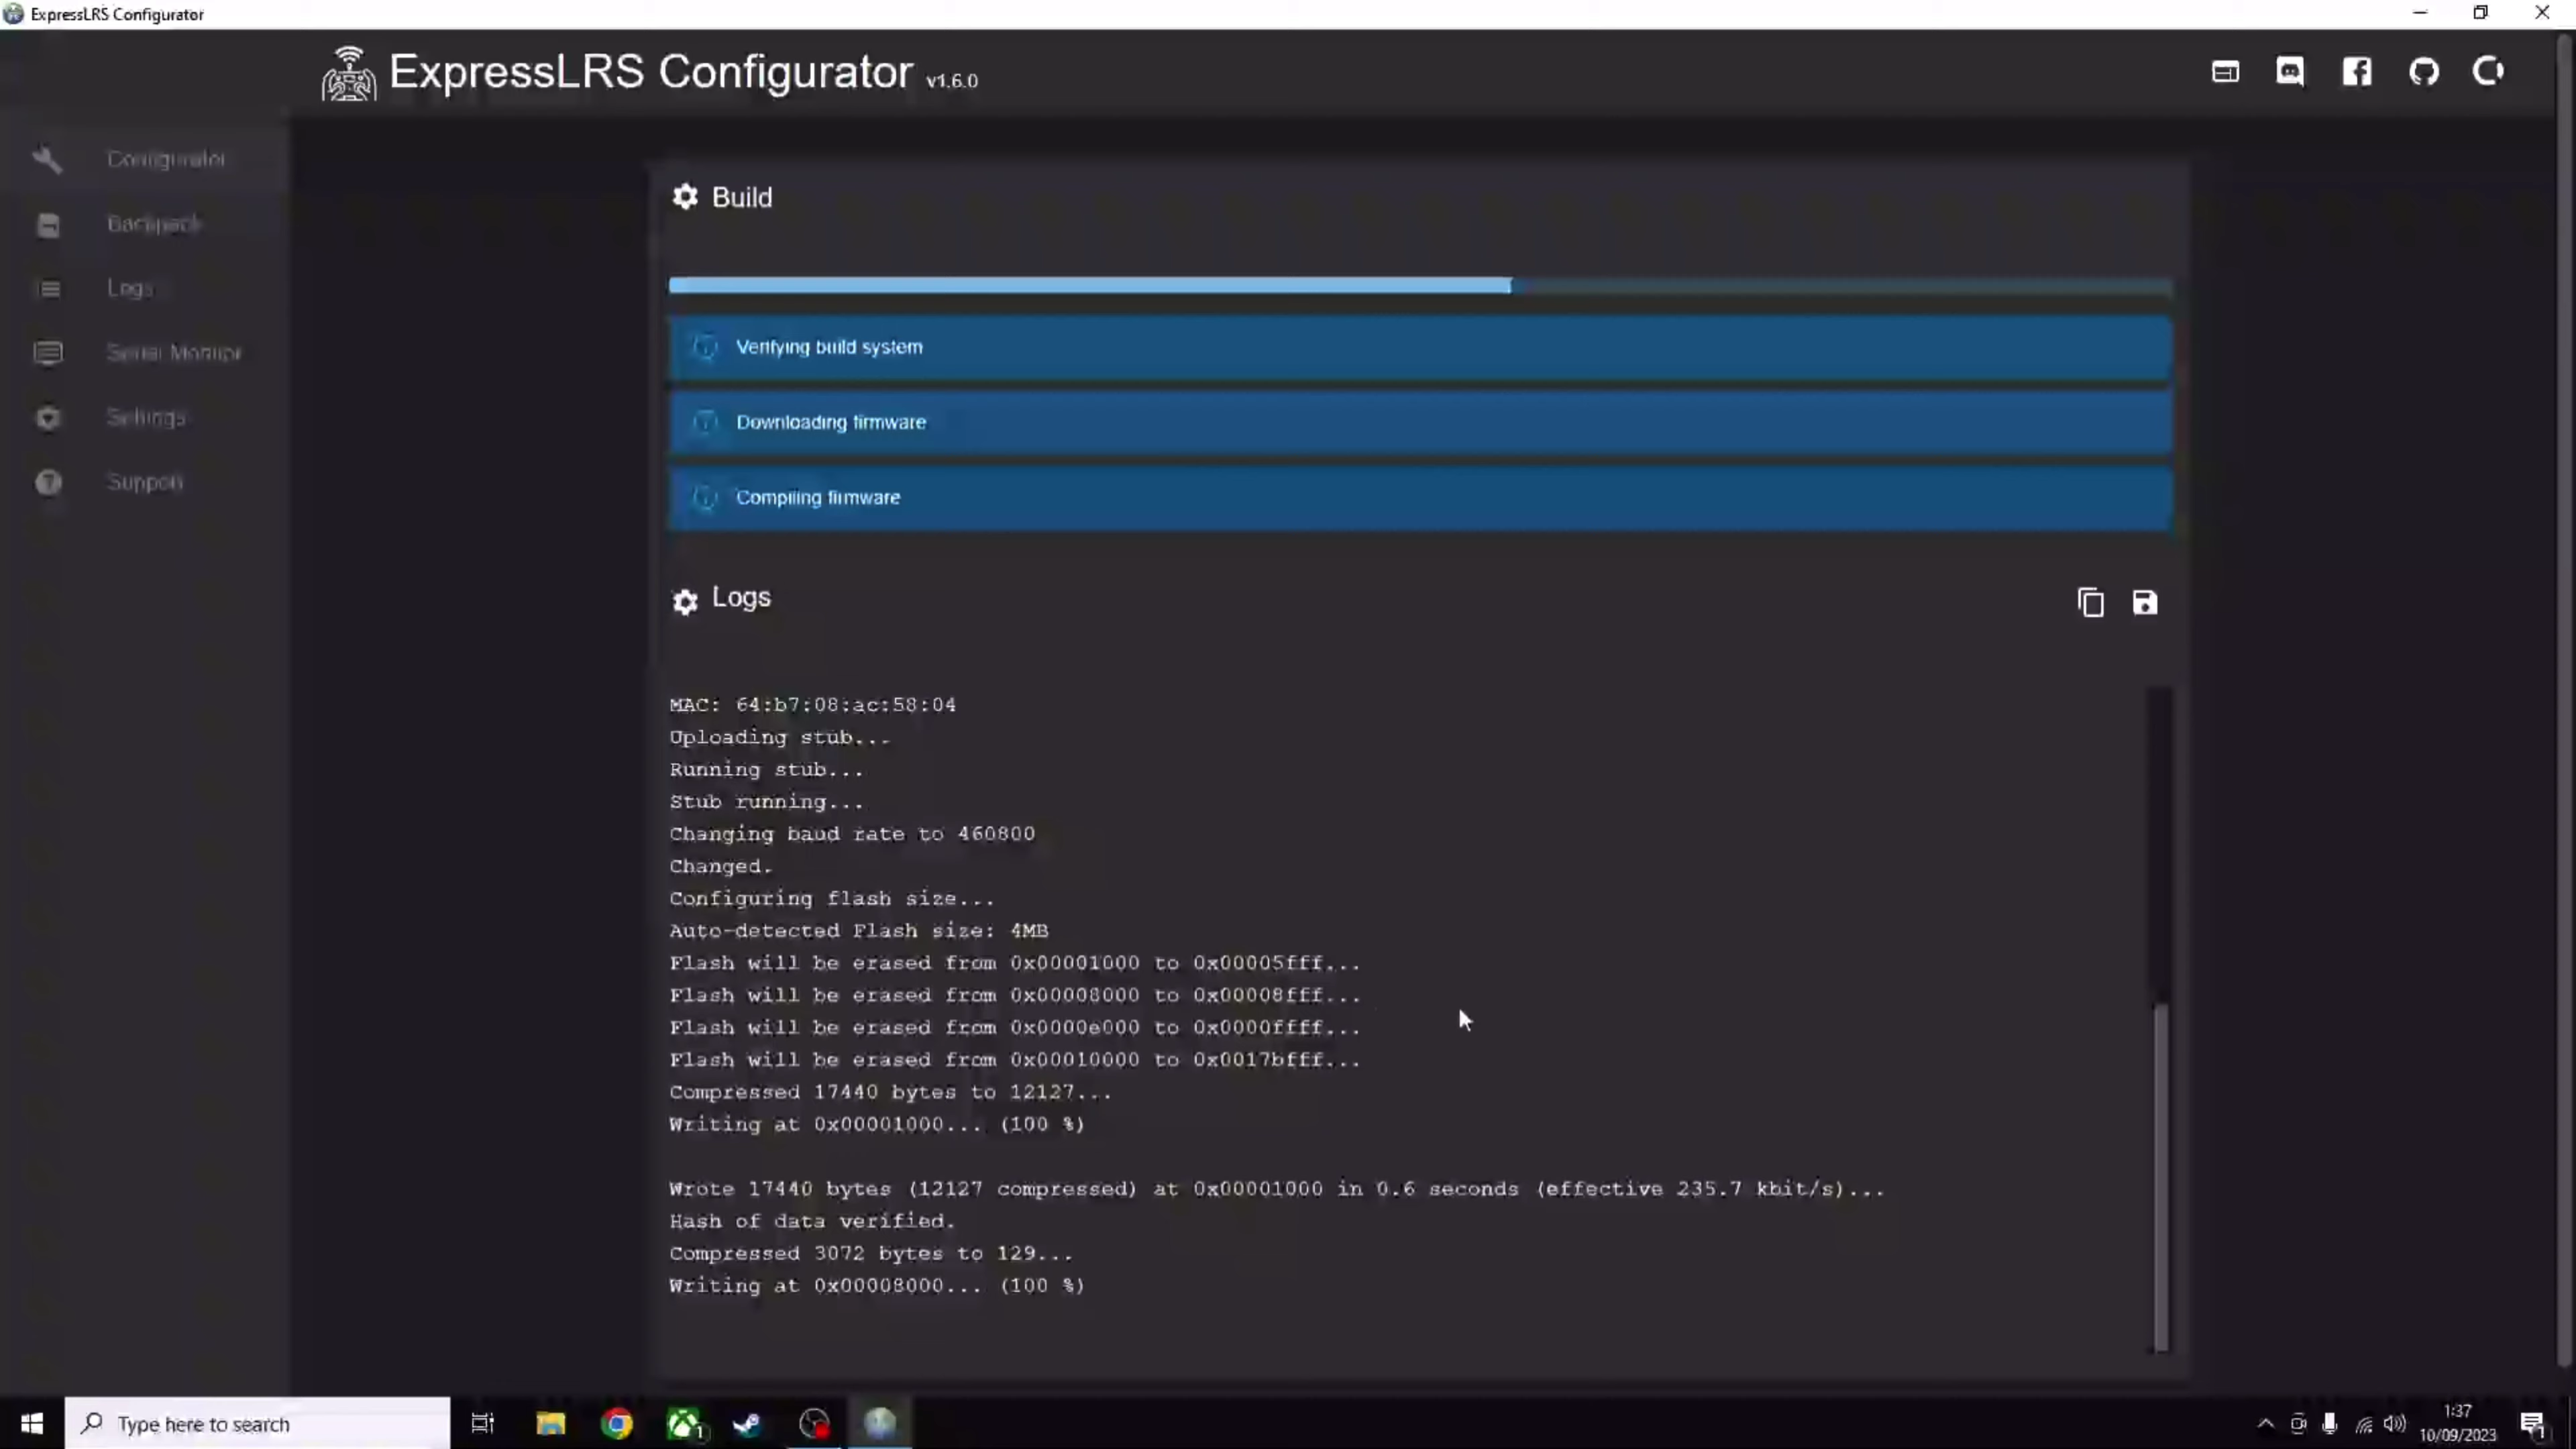 ExpressLRS Configurator
ExpressLRS Configurator v1.6.0
Configurator
Backpack
Logs
Serial Monitor
Settings
Support
Build
Verifying build system
Downloading firmware
Compiling firmware
Logs
MAC: 64:b7:08:ac:58:04
Uploading stub...
Running stub...
Stub running...
Changing baud rate to 460800
Changed.
Configuring flash size...
Auto-detected Flash size: 4MB
Flash will be erased from 0x00001000 to 0x00005fff...
Flash will be erased from 0x00008000 to 0x00008fff...
Flash will be erased from 0x0000e000 to 0x0000ffff...
Flash will be erased from 0x00010000 to 0x0017bfff...
Compressed 17440 bytes to 12127...
Writing at 0x00001000... (100 %)
Wrote 17440 bytes (12127 compressed) at 0x00001000 in 0.6 seconds (effective 235.7 kbit/s)...
Hash of data verified.
Compressed 3072 bytes to 129...
Writing at 0x00008000... (100 %)
Type here to search
1
1:37
10/09/2023
1